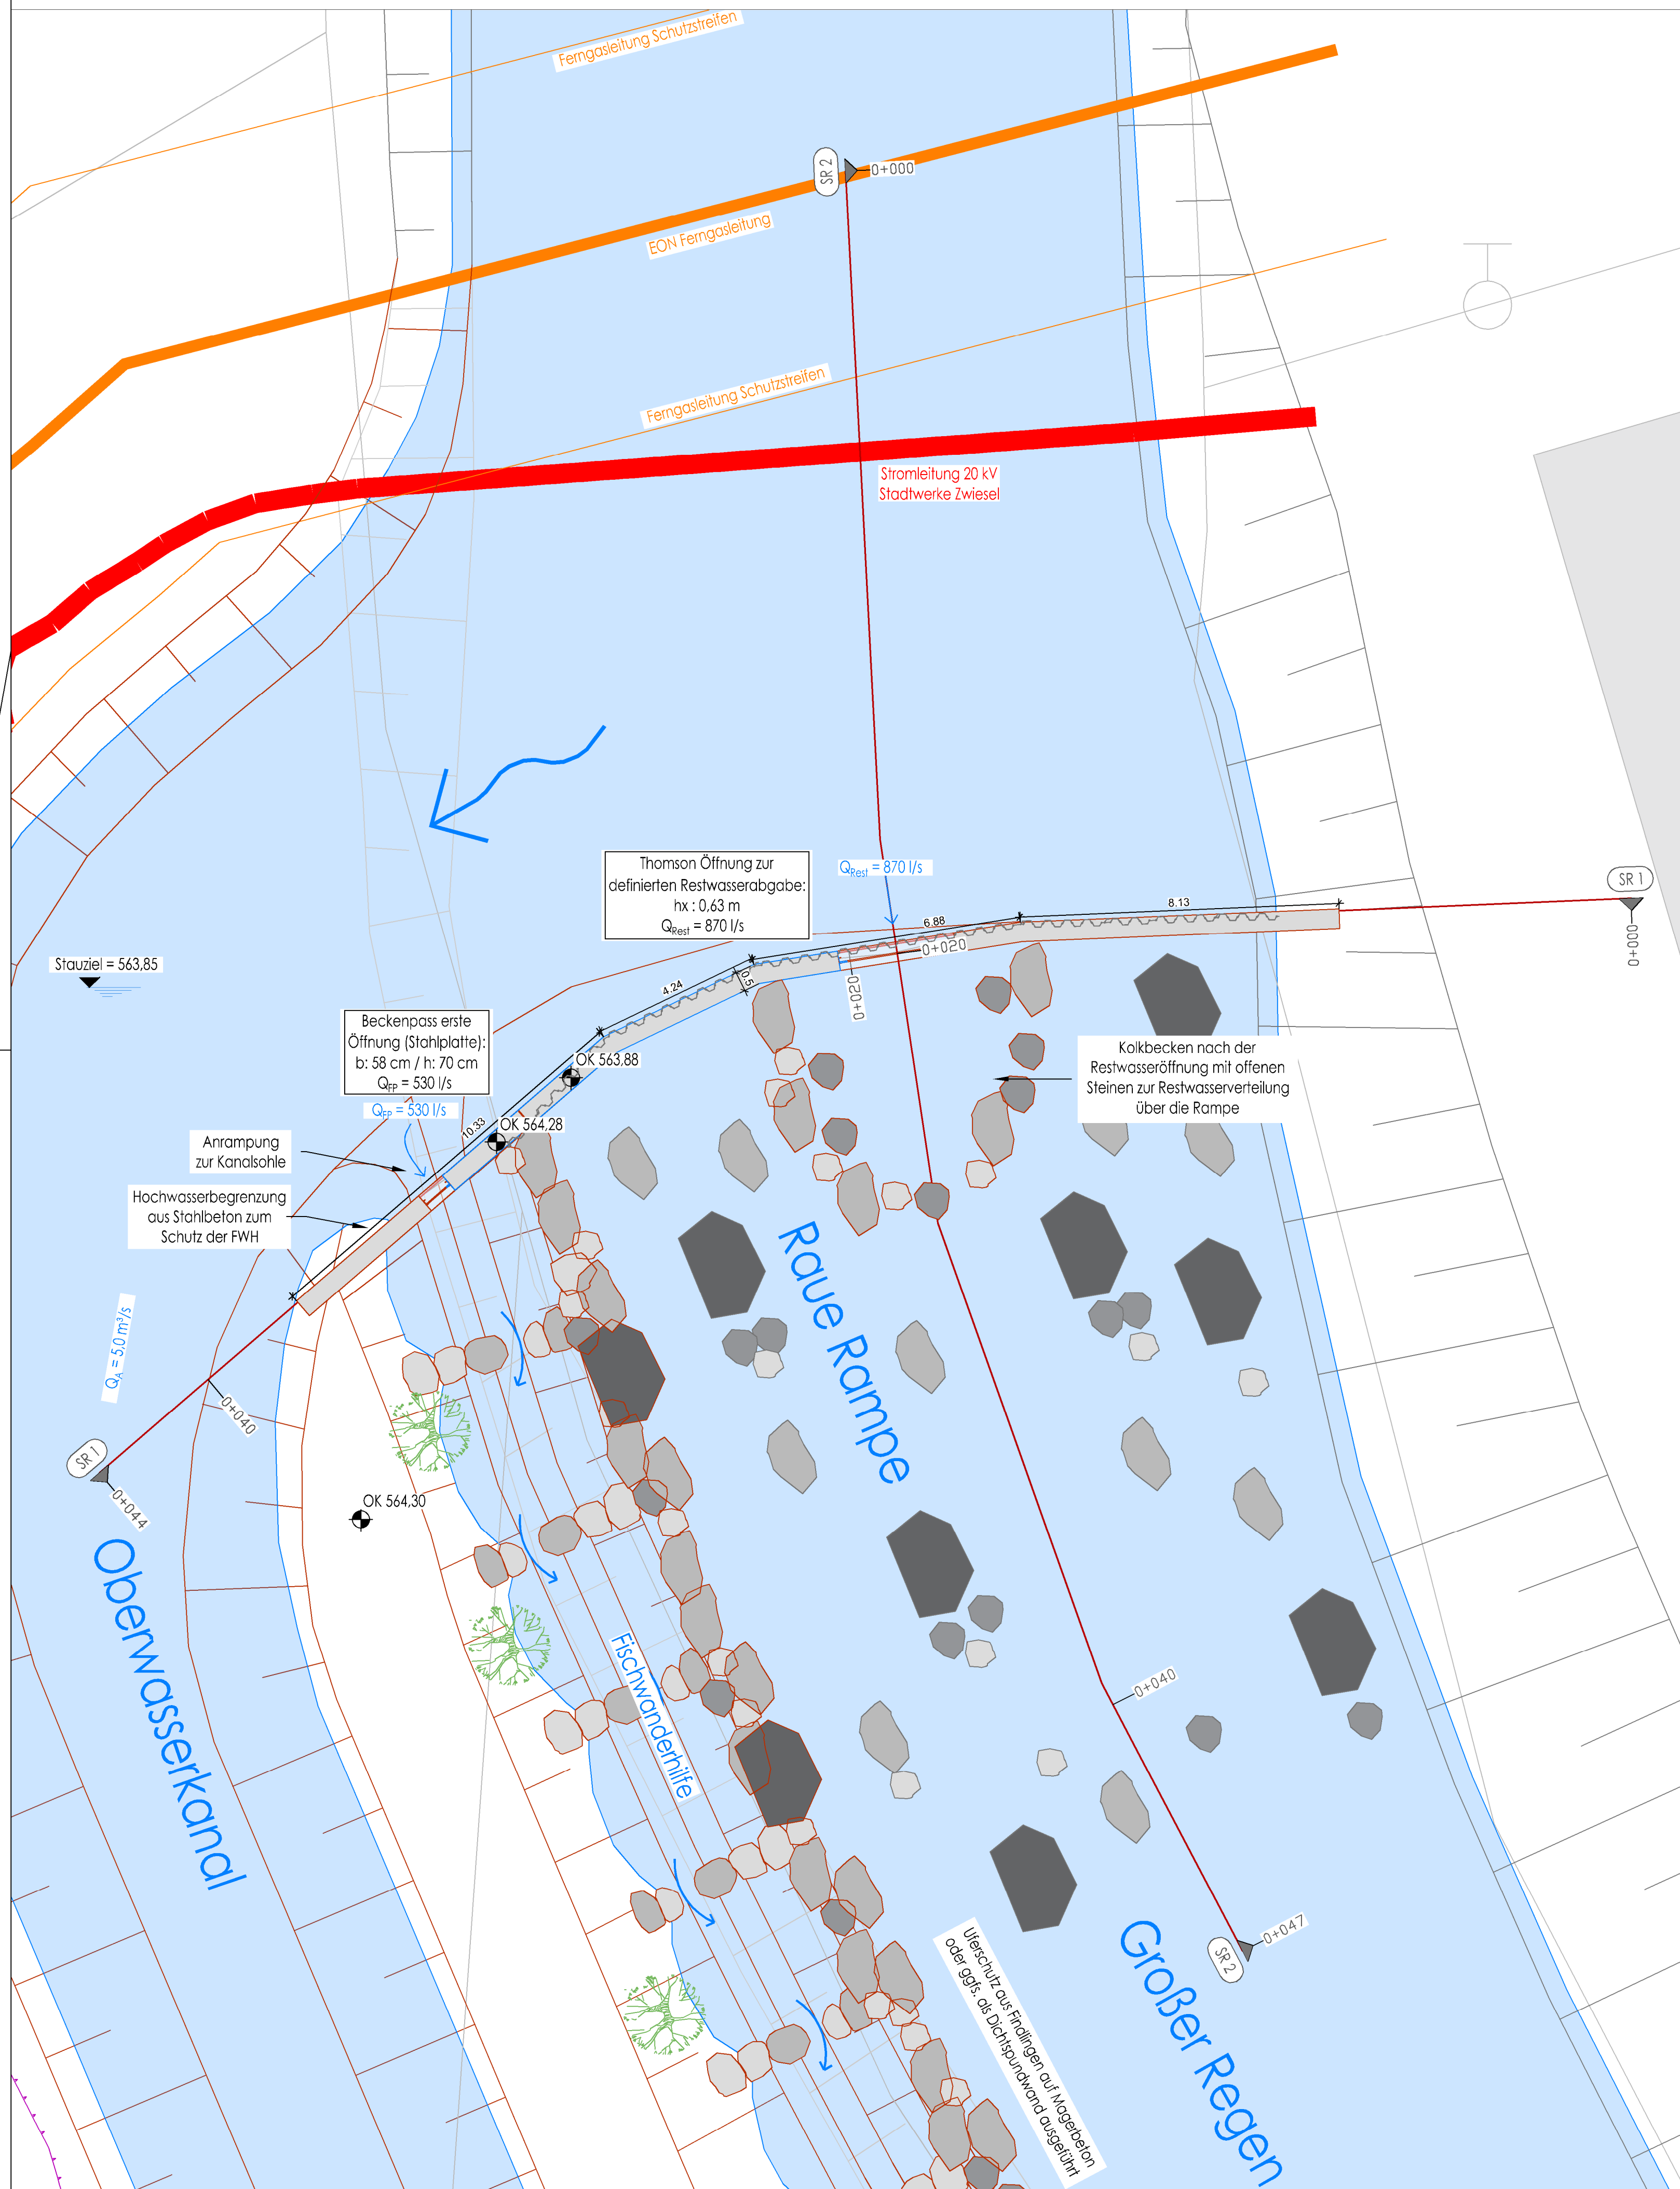 Ferngasleitung Schutzstreifen
SR 2
0+000
EON Ferngasleitung
Ferngasleitung Schutzstreifen
Stromleitung 20 kV
Stadtwerke Zwiesel
Thomson Öffnung zur
definierten Restwasserabgabe:
hx : 0,63 m
QRest = 870 l/s
QRest = 870 l/s
SR 1
0+000
8.13
6.88
0+020
0+020
4.24
0.5
Stauziel = 563,85
Beckenpass erste
Öffnung (Stahlplatte):
b: 58 cm / h: 70 cm
QFP = 530 l/s
QFP = 530 l/s
OK 563,88
OK 564,28
10.33
Kolkbecken nach der
Restwasseröffnung mit offenen
Steinen zur Restwasserverteilung
über die Rampe
Anrampung
zur Kanalsohle
Hochwasserbegrenzung
aus Stahlbeton zum
Schutz der FWH
QA = 5,0 m³/s
0+040
SR 1
0+044
OK 564,30
Raue Rampe
Oberwasserkanal
Fischwanderhilfe
0+040
0+047
SR 2
Uferschutz aus Findlingen auf Magerbeton
oder ggfs. als Dichtspundwand ausgeführt
Großer Regen